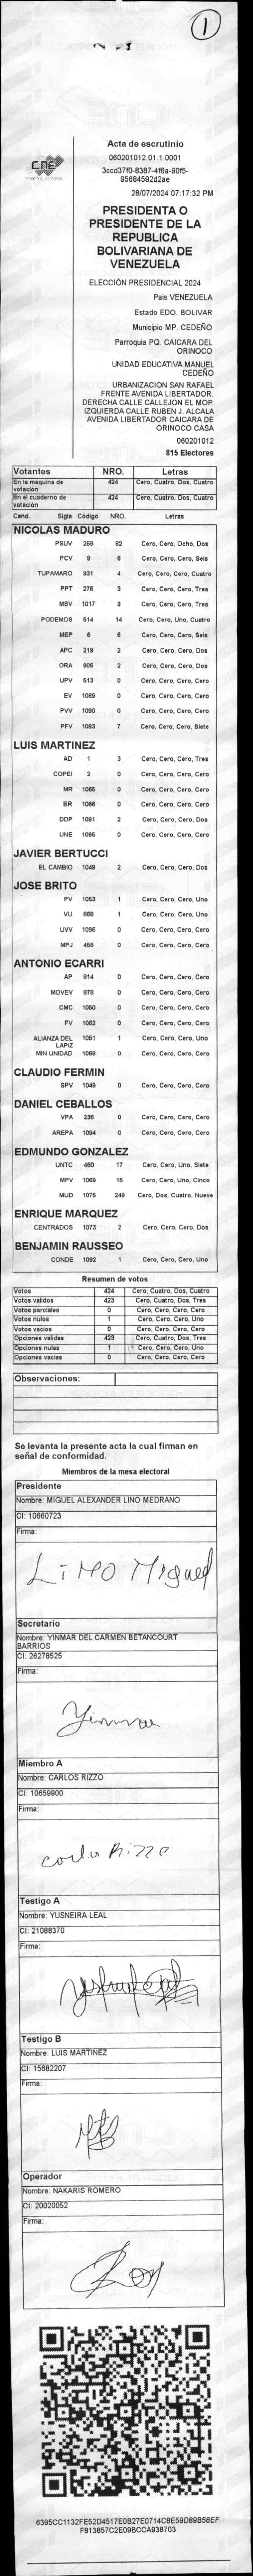 1
CNE
Acta de escrutinio
060201012.01.1.0001
3ccd37f0-8387-4f6a-90f5-
95684592d2ae
28/07/2024 07:17:32 PM
PRESIDENTA O
PRESIDENTE DE LA
REPUBLICA
BOLIVARIANA DE
VENEZUELA
ELECCIÓN PRESIDENCIAL 2024
Pais VENEZUELA
Estado EDO. BOLIVAR
Municipio MP. CEDEÑO
Parroquia PQ. CAICARA DEL
ORINOCO
UNIDAD EDUCATIVA MANUEL
CEDEÑO
URBANIZACION SAN RAFAEL
FRENTE AVENIDA LIBERTADOR.
DERECHA CALLE CALLEJON EL MOP.
IZQUIERDA CALLE RUBEN J. ALCALA
AVENIDA LIBERTADOR CAICARA DE
ORINOCO CASA
060201012
815 Electores
Votantes NRO. Letras
En la máquina de votación 424 Cero, Cuatro, Dos, Cuatro
En el cuaderno de votación 424 Cero, Cuatro, Dos, Cuatro
Cand. Sigla Código NRO. Letras
NICOLAS MADURO
PSUV 269 82 Cero, Cero, Ocho, Dos
PCV 9 6 Cero, Cero, Cero, Seis
TUPAMARO 931 4 Cero, Cero, Cero, Cuatro
PPT 276 3 Cero, Cero, Cero, Tres
MSV 1017 3 Cero, Cero, Cero, Tres
PODEMOS 514 14 Cero, Cero, Uno, Cuatro
MEP 6 6 Cero, Cero, Cero, Seis
APC 219 2 Cero, Cero, Cero, Dos
ORA 906 2 Cero, Cero, Cero, Dos
UPV 513 0 Cero, Cero, Cero, Cero
EV 1089 0 Cero, Cero, Cero, Cero
PVV 1090 0 Cero, Cero, Cero, Cero
PFV 1093 7 Cero, Cero, Cero, Siete
LUIS MARTINEZ
AD 1 3 Cero, Cero, Cero, Tres
COPEI 2 0 Cero, Cero, Cero, Cero
MR 1065 0 Cero, Cero, Cero, Cero
BR 1066 0 Cero, Cero, Cero, Cero
DDP 1091 2 Cero, Cero, Cero, Dos
UNE 1095 0 Cero, Cero, Cero, Cero
JAVIER BERTUCCI
EL CAMBIO 1048 2 Cero, Cero, Cero, Dos
JOSE BRITO
PV 1053 1 Cero, Cero, Cero, Uno
VU 868 1 Cero, Cero, Cero, Uno
UVV 1096 0 Cero, Cero, Cero, Cero
MPJ 458 0 Cero, Cero, Cero, Cero
ANTONIO ECARRI
AP 914 0 Cero, Cero, Cero, Cero
MOVEV 878 0 Cero, Cero, Cero, Cero
CMC 1050 0 Cero, Cero, Cero, Cero
FV 1052 0 Cero, Cero, Cero, Cero
ALIANZA DEL LAPIZ 1051 1 Cero, Cero, Cero, Uno
MIN UNIDAD 1069 0 Cero, Cero, Cero, Cero
CLAUDIO FERMIN
SPV 1049 0 Cero, Cero, Cero, Cero
DANIEL CEBALLOS
VPA 236 0 Cero, Cero, Cero, Cero
AREPA 1094 0 Cero, Cero, Cero, Cero
EDMUNDO GONZALEZ
UNTC 460 17 Cero, Cero, Uno, Siete
MPV 1069 15 Cero, Cero, Uno, Cinco
MUD 1075 249 Cero, Dos, Cuatro, Nueve
ENRIQUE MARQUEZ
CENTRADOS 1073 2 Cero, Cero, Cero, Dos
BENJAMIN RAUSSEO
CONDE 1092 1 Cero, Cero, Cero, Uno
Resumen de votos
Votos 424 Cero, Cuatro, Dos, Cuatro
Votos validos 423 Cero, Cuatro, Dos, Tres
Votos parciales 0 Cero, Cero, Cero, Cero
Votos nulos 1 Cero, Cero, Cero, Uno
Votos vacios 0 Cero, Cero, Cero, Cero
Opciones validas 423 Cero, Cuatro, Dos, Tres
Opciones nulas 1 Cero, Cero, Cero, Uno
Opciones vacias 0 Cero, Cero, Cero, Cero
Observaciones:
Se levanta la presente acta la cual firman en
señal de conformidad.
Miembros de la mesa electoral
Presidente
Nombre: MIGUEL ALEXANDER LINO MEDRANO
CI: 10660723
Firma:
LINO Miguel
Secretario
Nombre: YINMAR DEL CARMEN BETANCOURT
BARRIOS
CI: 26278525
Firma:
Yinmar
Miembro A
Nombre: CARLOS RIZZO
CI: 10659900
Firma:
Carlo Rizzo
Testigo A
Nombre: YUSNEIRA LEAL
CI: 21088370
Firma:
Testigo B
Nombre: LUIS MARTINEZ
CI: 15682207
Firma:
Operador
Nombre: NAKARIS ROMERO
CI: 20020052
Firma:
6395CC1132FE52D4517E0B27E0714C8E59D89B56EF
F813857C2E09BCCA938703